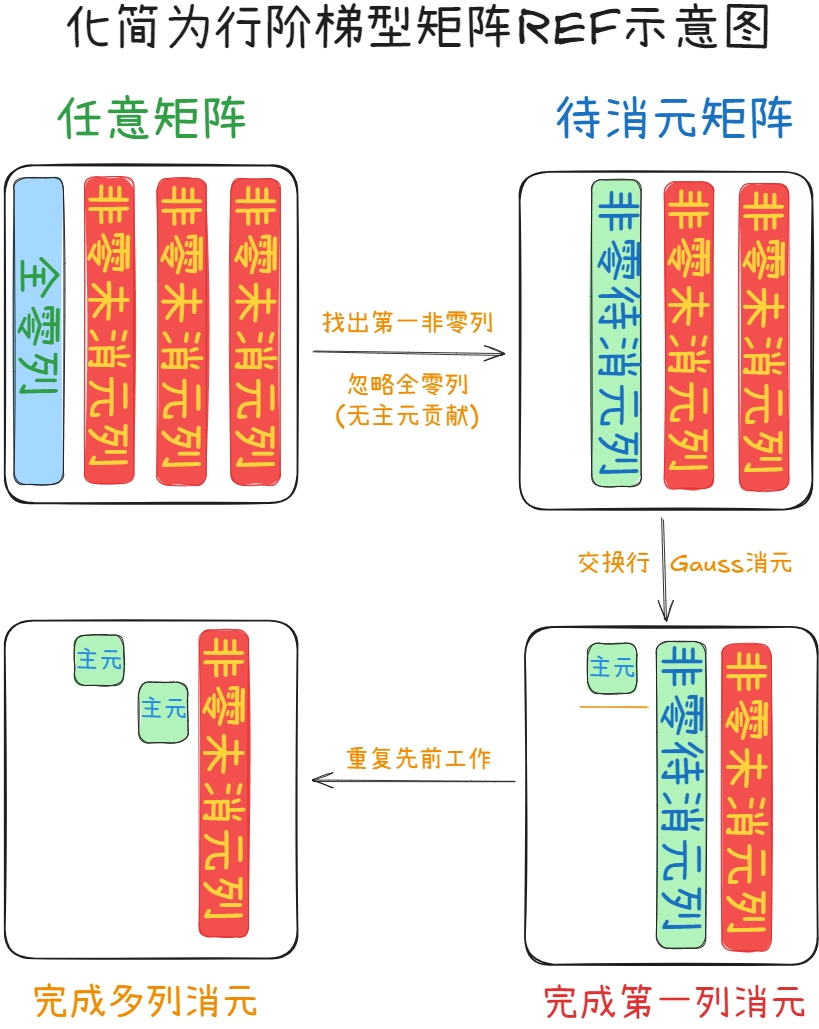 化简为行阶梯型矩阵REF示意图
任意矩阵
待消元矩阵
全零列
非零未消元列
非零未消元列
非零未消元列
找出第一非零列
忽略全零列
(无主元贡献)
非零待消元列
非零未消元列
非零未消元列
交换行
Gauss消元
主元
非零待消元列
非零未消元列
重复先前工作
主元
主元
非零未消元列
完成多列消元
完成第一列消元